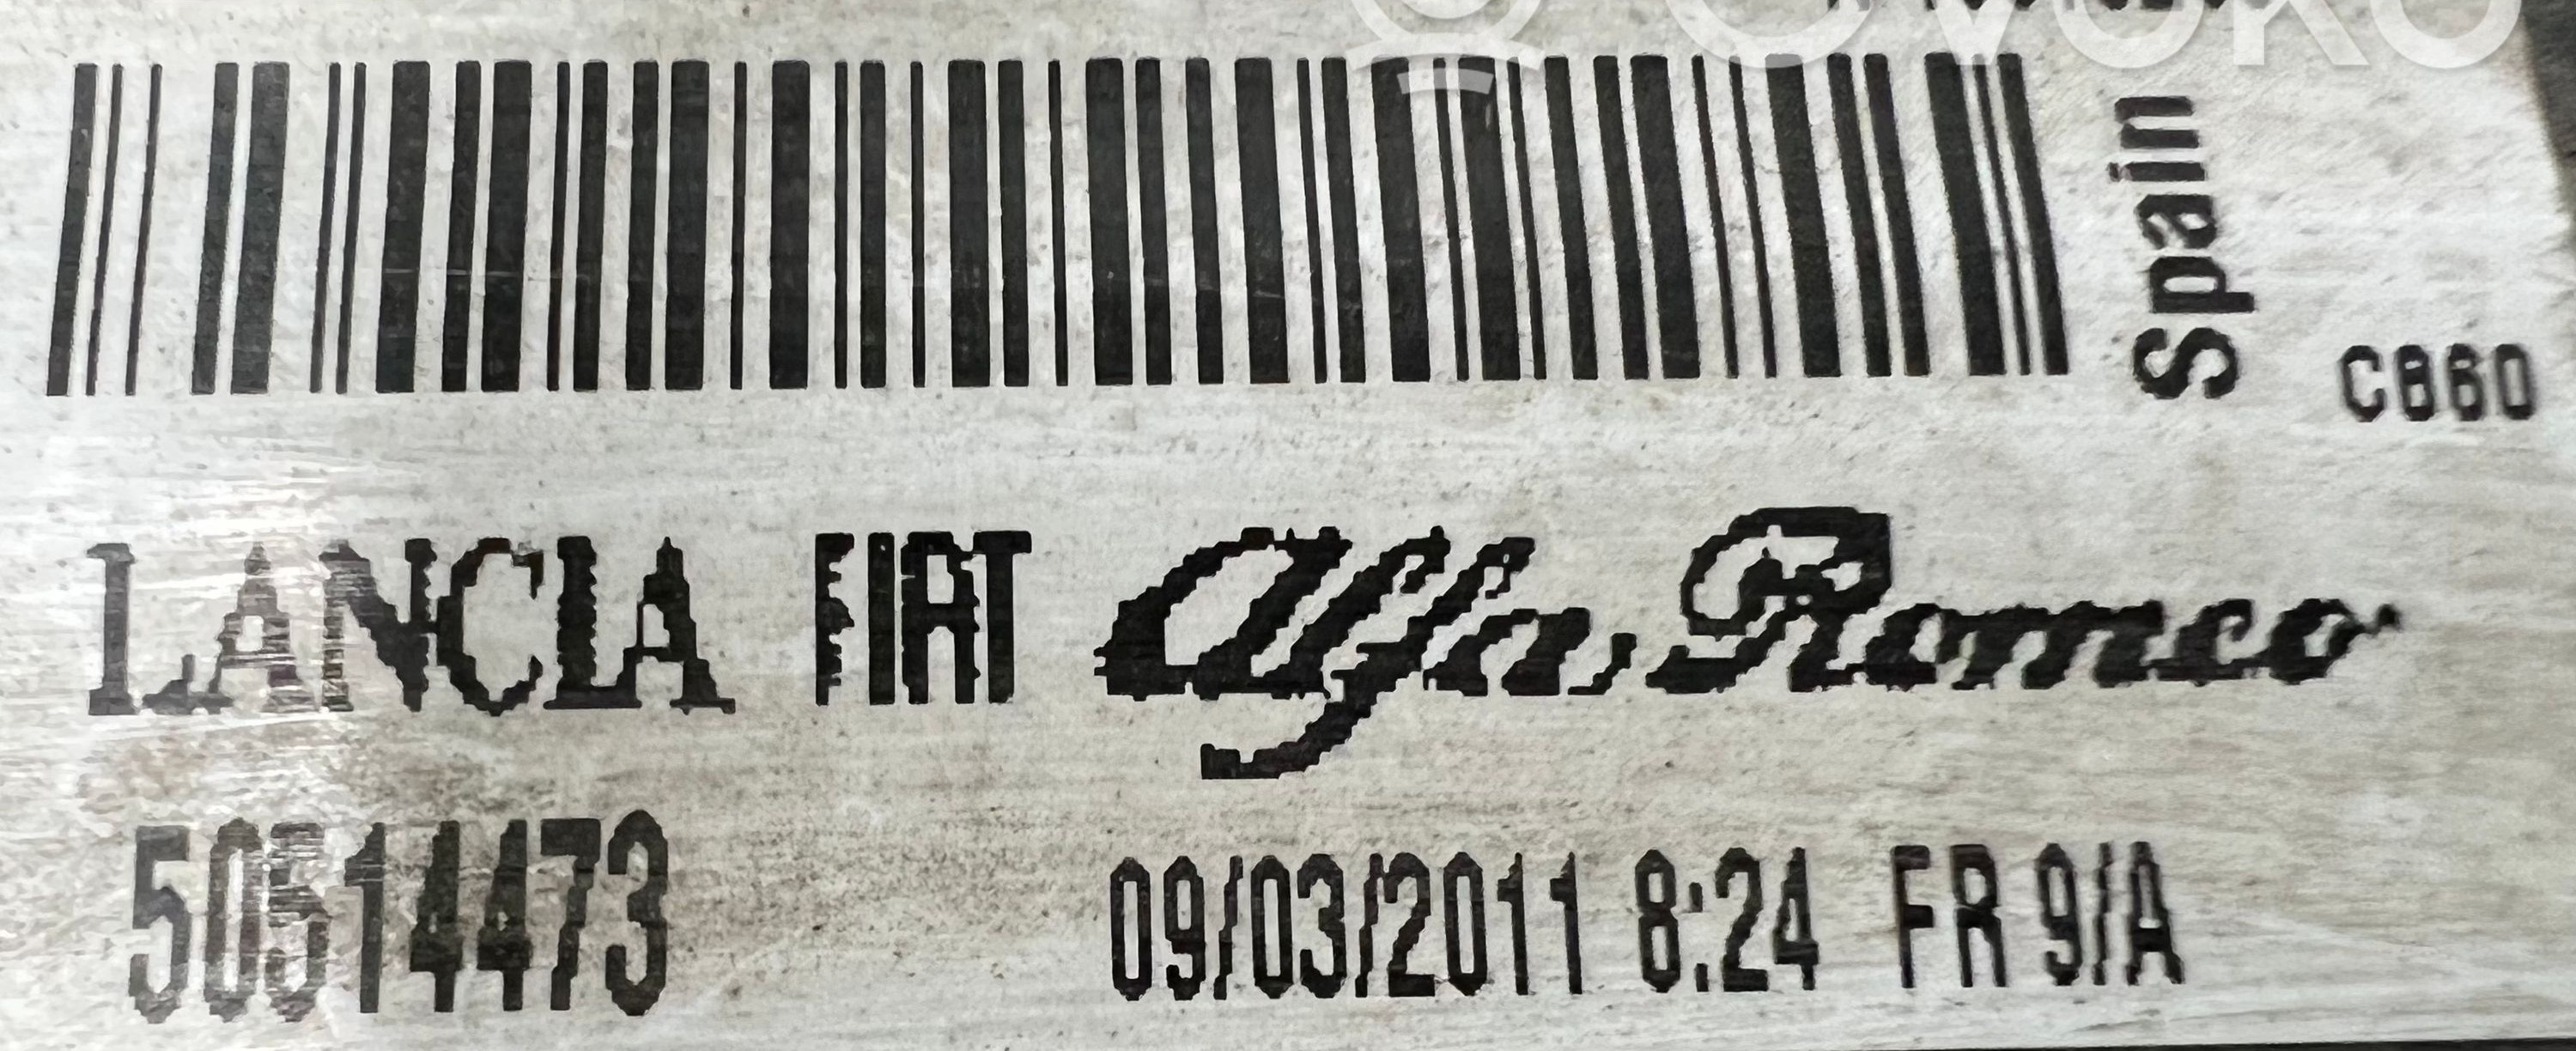 Spain
C860
LANCIA FIAT Alfa Romeo
50514473 09/03/2011 8:24 FR 9/A